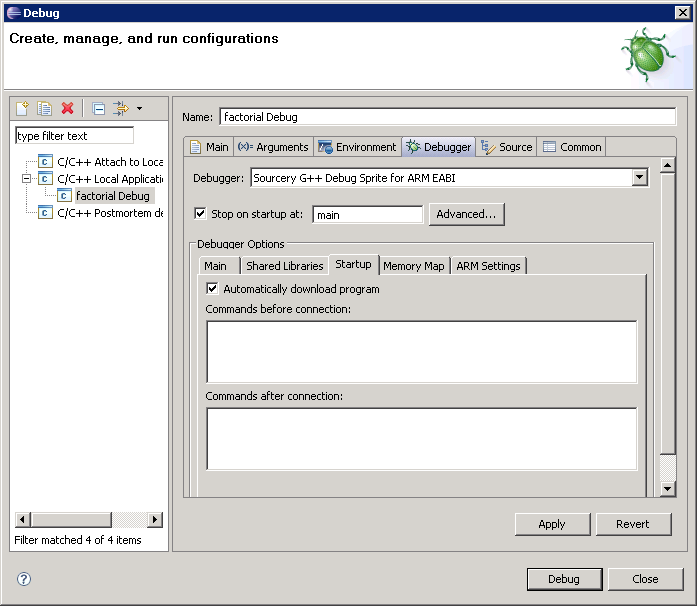 Debug
Create, manage, and run configurations
type filter text
C/C++ Attach to Loca
C/C++ Local Applicatio
factorial Debug
C/C++ Postmortem de
Filter matched 4 of 4 items
Name: factorial Debug
Main (x)= Arguments Environment Debugger Source Common
Debugger: Sourcery G++ Debug Sprite for ARM EABI
Stop on startup at: main Advanced...
Debugger Options
Main Shared Libraries Startup Memory Map ARM Settings
Automatically download program
Commands before connection:
Commands after connection:
Apply Revert
? Debug Close